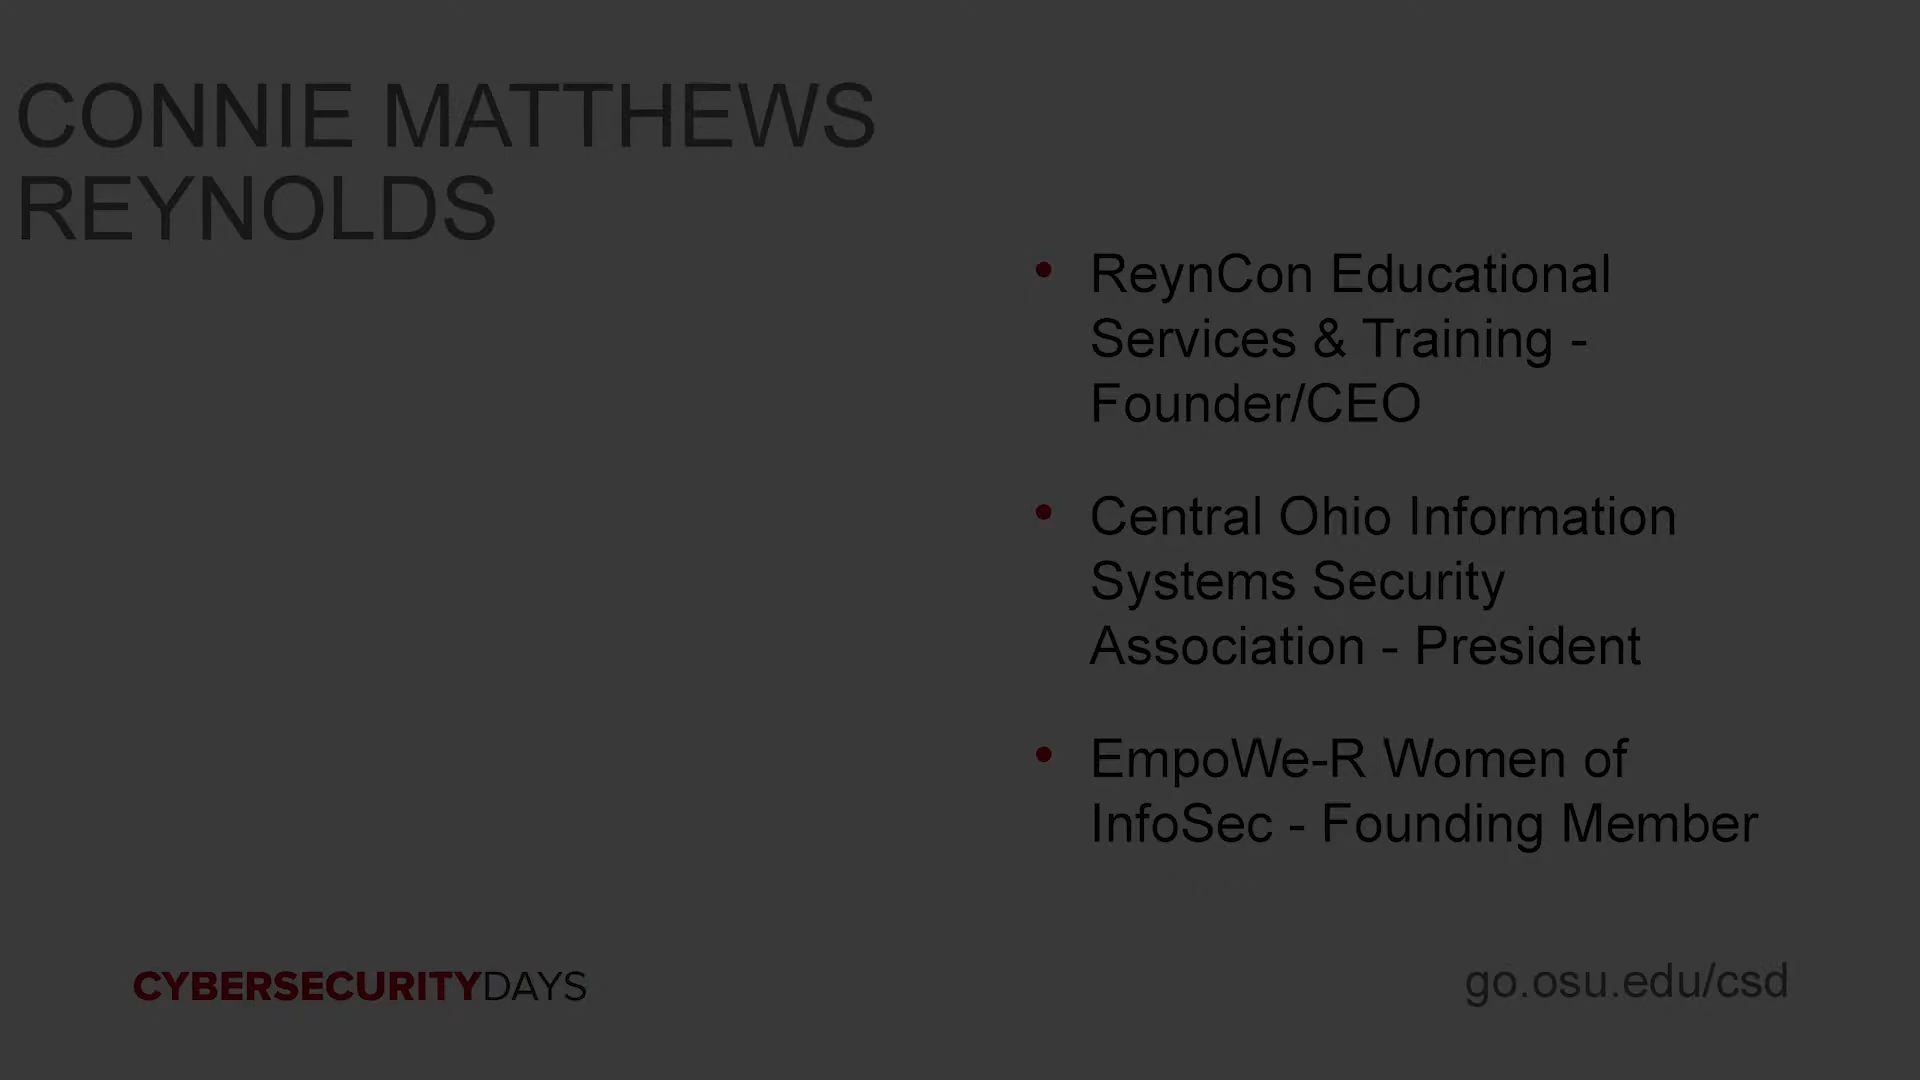 CONNIE MATTHEWS
REYNOLDS
• ReynCon Educational
Services & Training -
Founder/CEO
• Central Ohio Information
Systems Security
Association - President
• EmpoWe-R Women of
InfoSec - Founding Member
CYBERSECURITYDAYS
go.osu.edu/csd